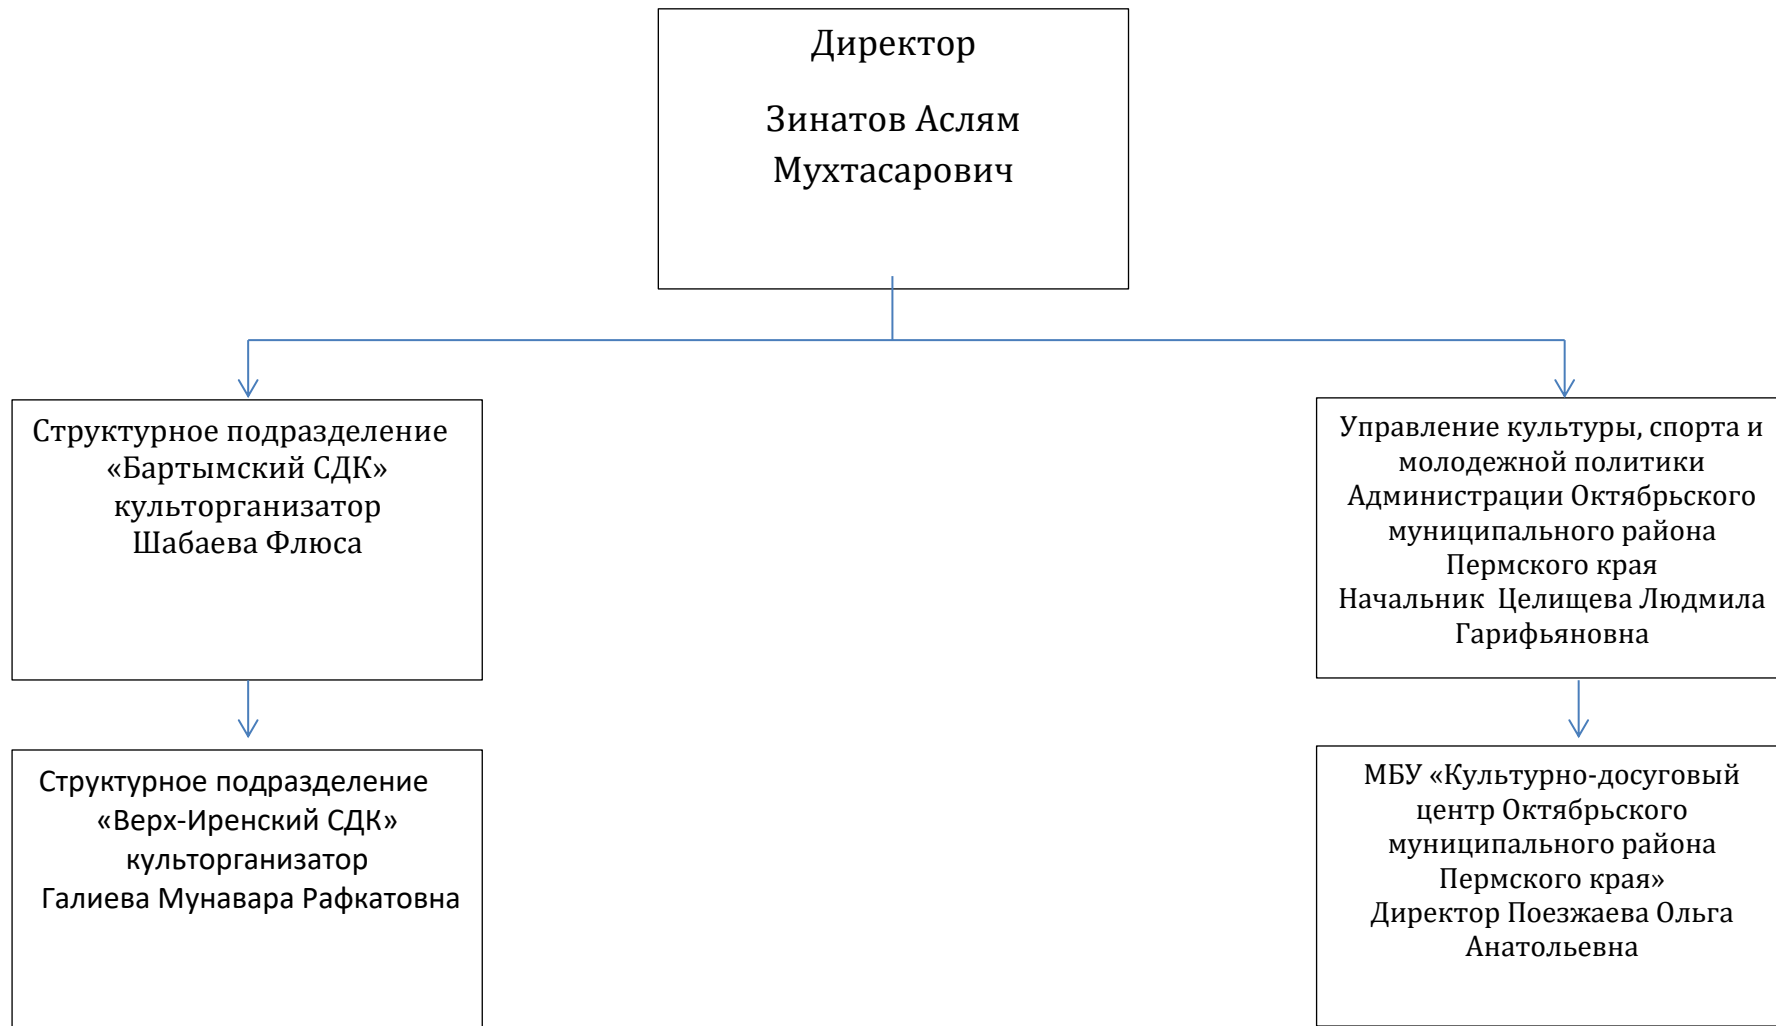 Директор
Зинатов Аслям
Мухтасарович
Структурное подразделение
«Бартымский СДК»
культорганизатор
Шабаева Флюса
Управление культуры, спорта и
молодежной политики
Администрации Октябрьского
муниципального района
Пермского края
Начальник  Целищева Людмила
Гарифьяновна
Структурное подразделение
«Верх-Иренский СДК»
культорганизатор
Галиева Мунавара Рафкатовна
МБУ «Культурно-досуговый
центр Октябрьского
муниципального района
Пермского края»
Директор Поезжаева Ольга
Анатольевна